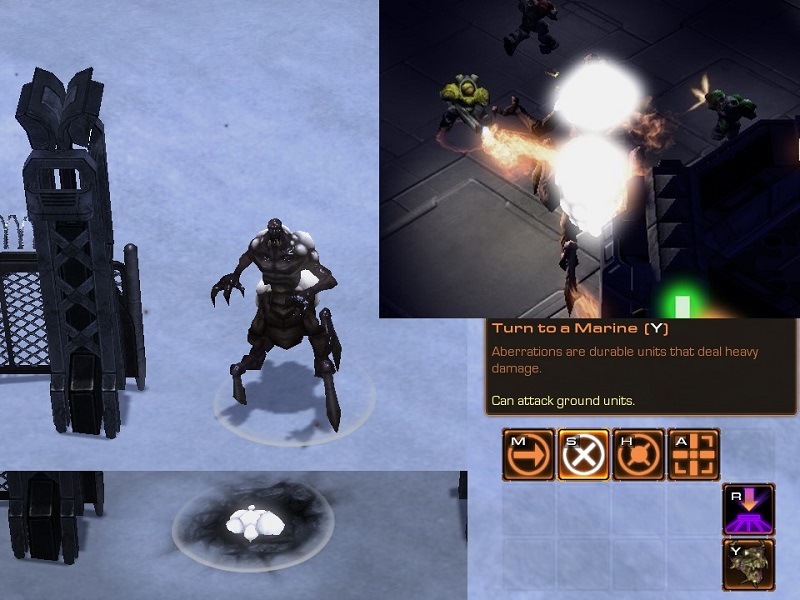 Turn to a Marine (Y)
Aberrations are durable units that deal heavy
damage.
Can attack ground units.
M S H A
R
Y